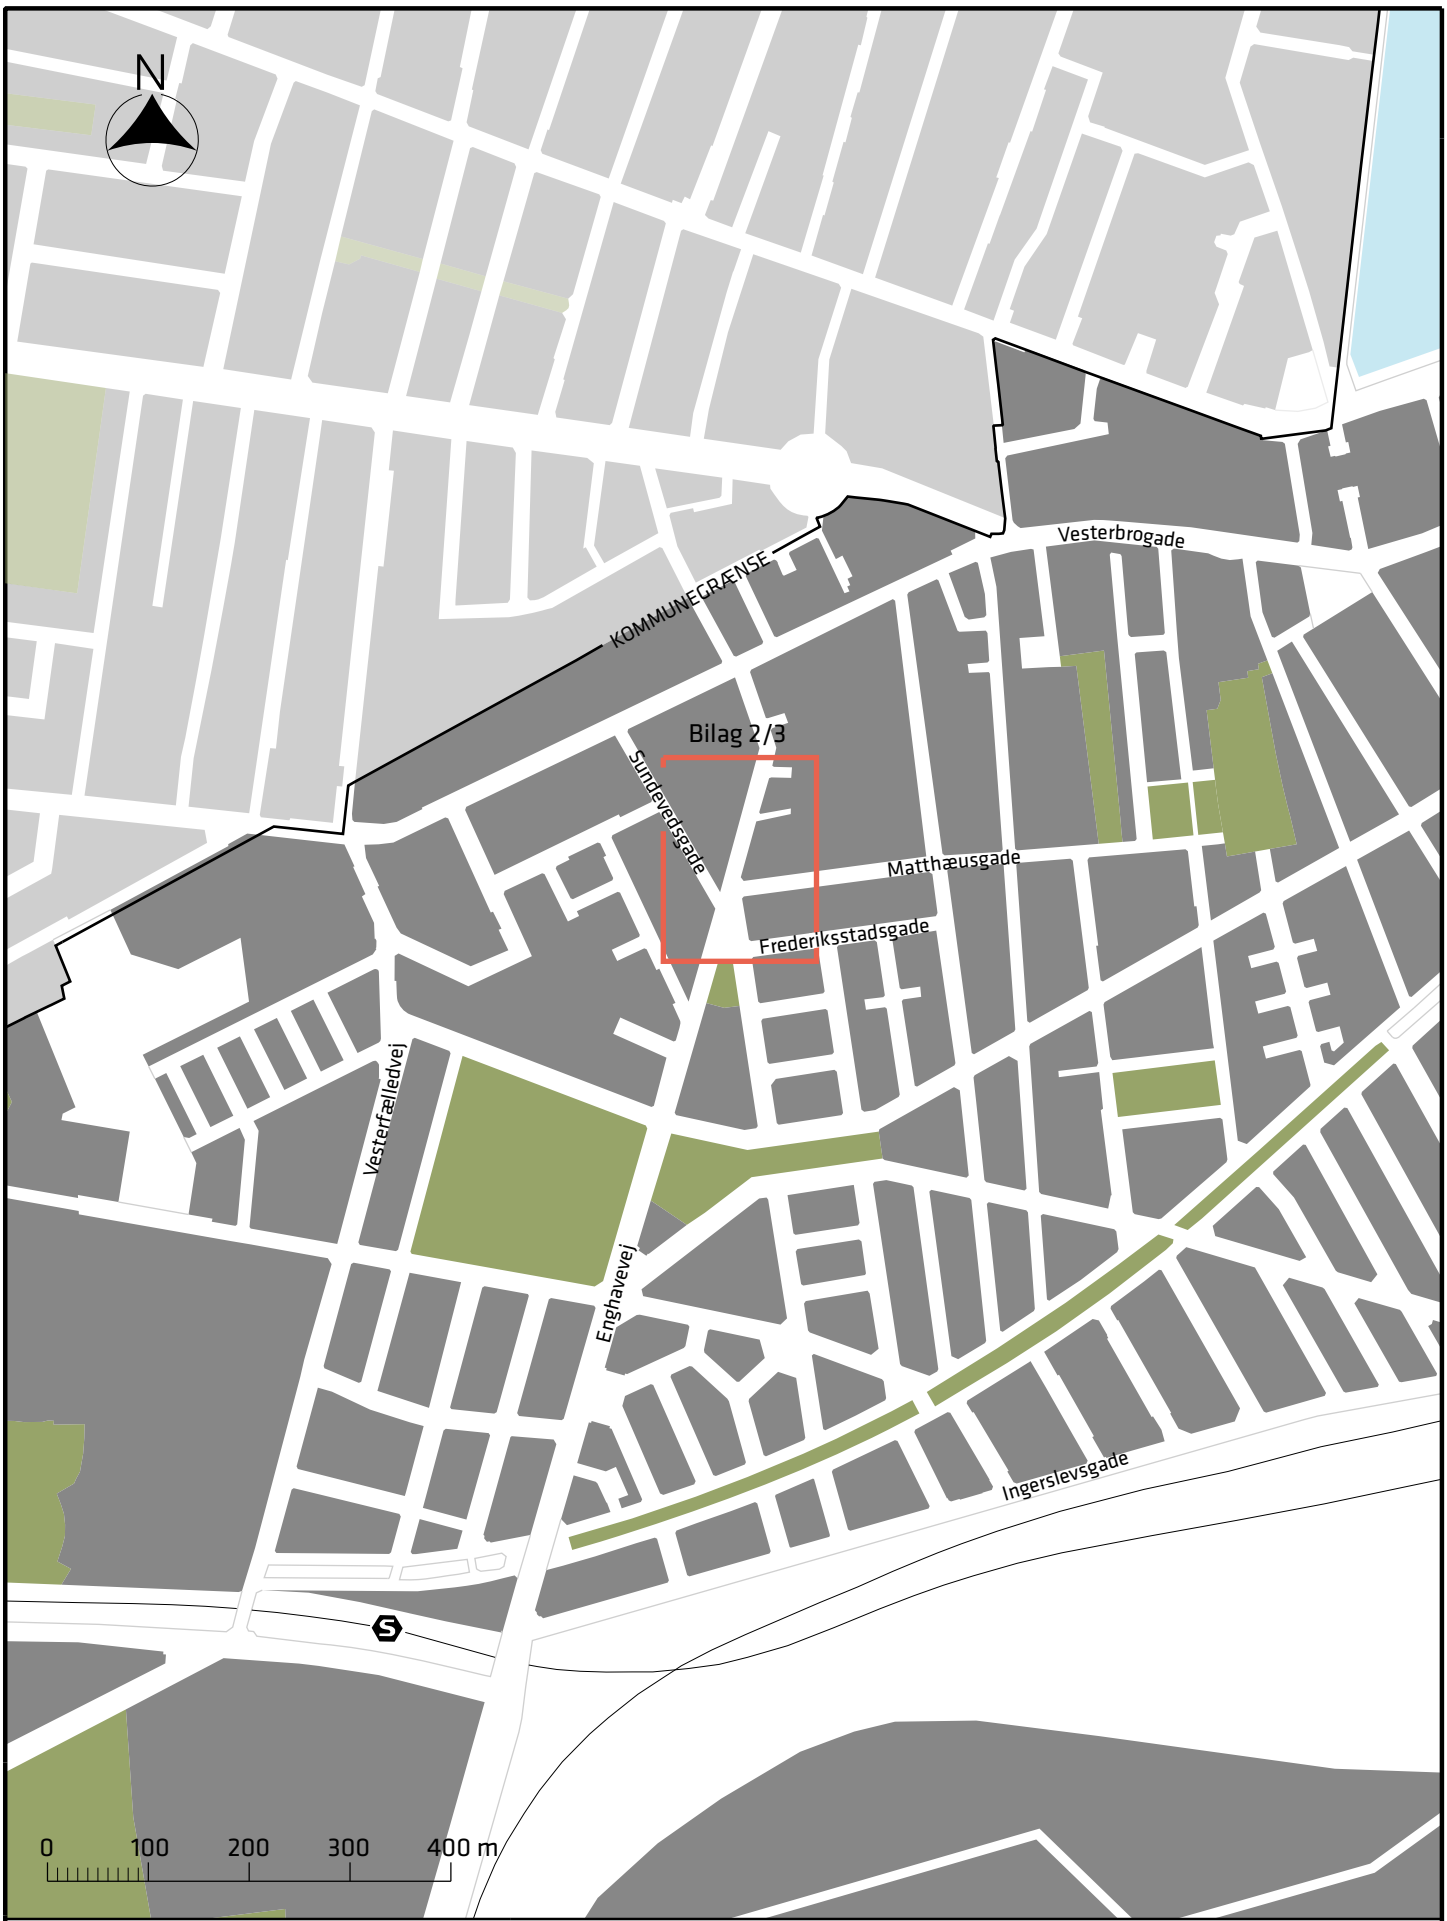 N
Vesterbrogade
KOMMUNEGRÆNSE
Bilag 2/3
Sundevedsgade
Matthæusgade
Frederiksstadsgade
Vesterfælledvej
Enghavevej
Ingerslevsgade
S
0 100 200 300 400 m